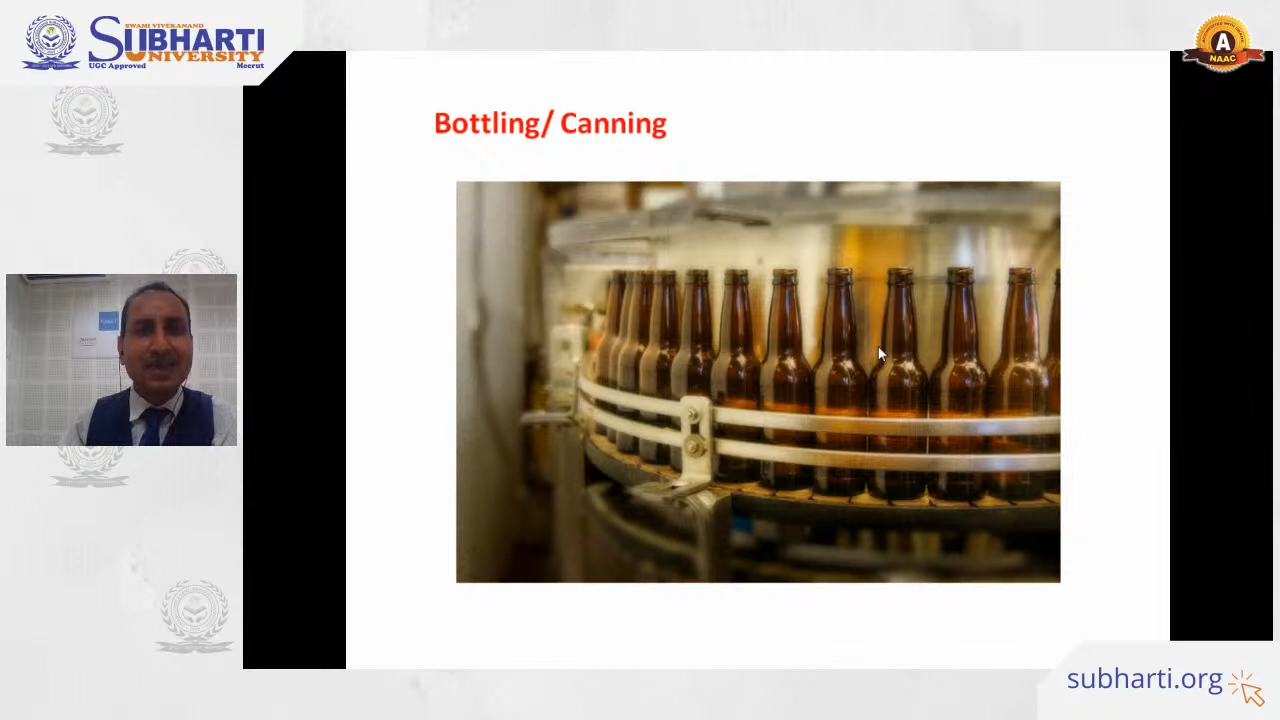 SWAMI VIVEKANAND
SUBHARTI
UNIVERSITY
UGC Approved Meerut
A
NAAC
Bottling/ Canning
subharti.org